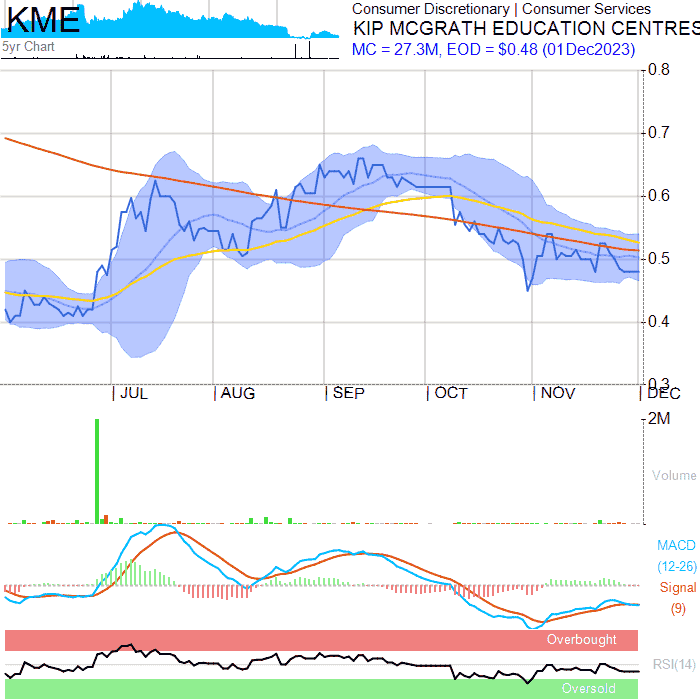 KME
Consumer Discretionary | Consumer Services
KIP MCGRATH EDUCATION CENTRES
MC = 27.3M, EOD = $0.48 (01Dec2023)
5yr Chart
0.8
0.7
0.6
0.5
0.4
0.3
JUL AUG SEP OCT NOV DEC
2M
Volume
MACD
(12-26)
Signal
(9)
Overbought
RSI(14)
Oversold